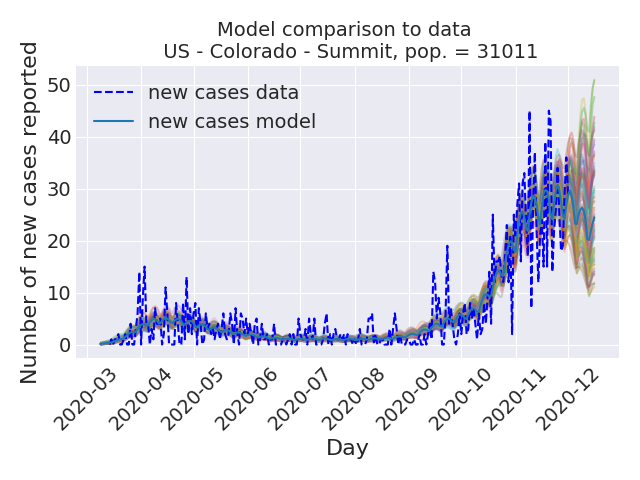 Model comparison to data
US - Colorado - Summit, pop. = 31011
Number of new cases reported
50
40
30
20
10
0
new cases data
new cases model
2020-03
2020-04
2020-05
2020-06
2020-07
2020-08
2020-09
2020-10
2020-11
2020-12
Day